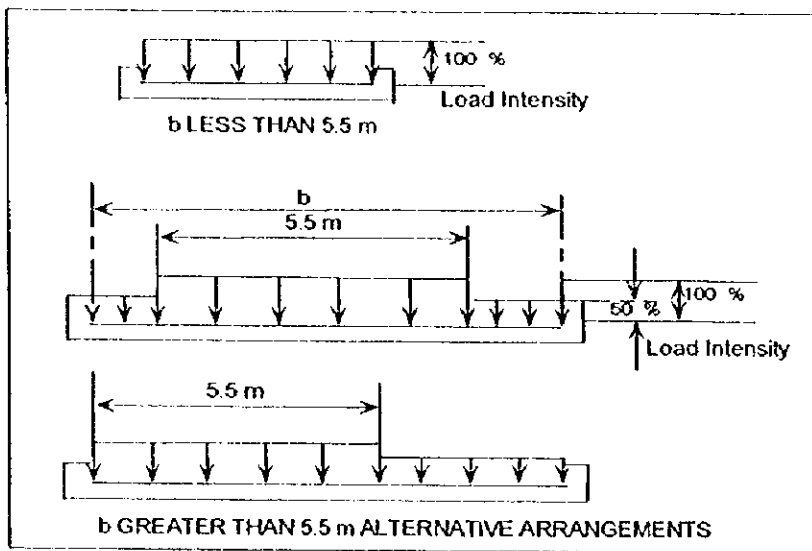 100 %
Load Intensity
b LESS THAN 5.5 m
b
5.5 m
100 %
50 %
Load Intensity
5.5 m
b GREATER THAN 5.5 m ALTERNATIVE ARRANGEMENTS